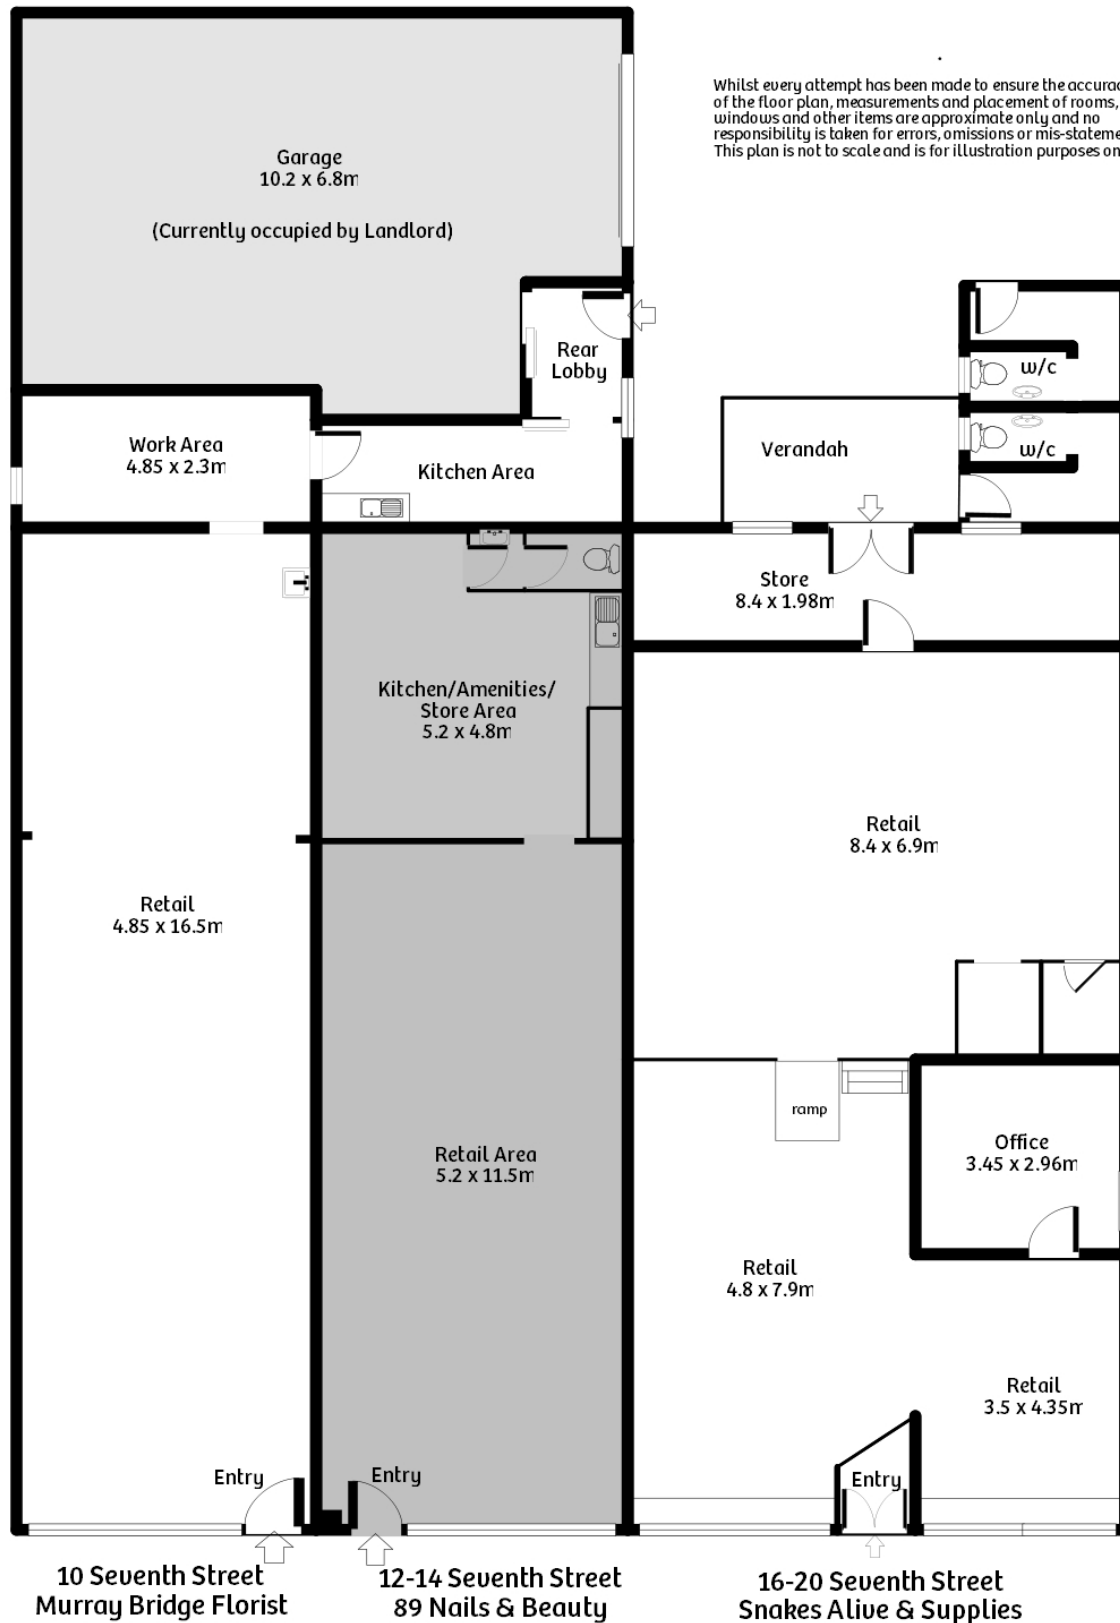 Whilst every attempt has been made to ensure the accurac
of the floor plan, measurements and placement of rooms,
windows and other items are approximate only and no
responsibility is taken for errors, omissions or mis-stateme
This plan is not to scale and is for illustration purposes on
Garage
10.2 x 6.8m
(Currently occupied by Landlord)
Rear
Lobby
w/c
Work Area
4.85 x 2.3m
Kitchen Area
Verandah
w/c
Store
8.4 x 1.98m
Kitchen/Amenities/
Store Area
5.2 x 4.8m
Retail
8.4 x 6.9m
Retail
4.85 x 16.5m
ramp
Retail Area
5.2 x 11.5m
Office
3.45 x 2.96m
Retail
4.8 x 7.9m
Retail
3.5 x 4.35m
Entry
Entry
Entry
10 Seventh Street
Murray Bridge Florist
12-14 Seventh Street
89 Nails & Beauty
16-20 Seventh Street
Snakes Alive & Supplies